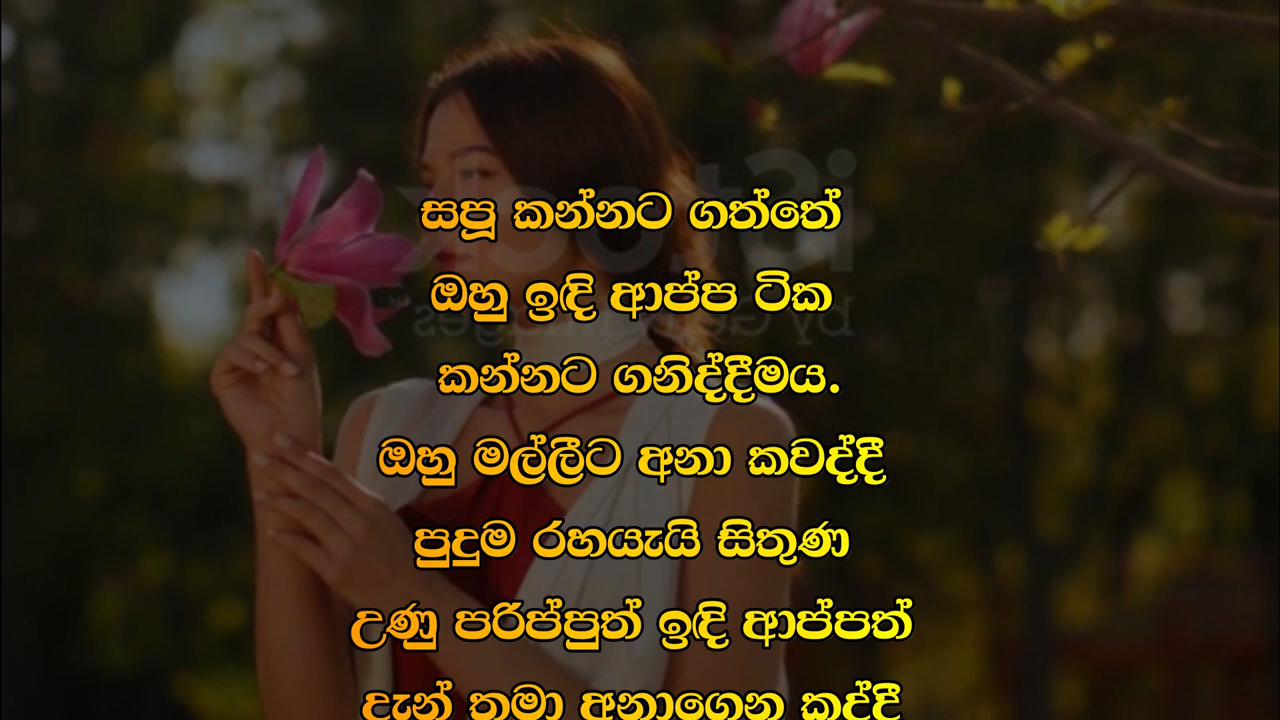 සපූ කන්නට ගත්තේ
ඔහු ඉඳි ආප්ප ටික
කන්නට ගනිද්දීමය.
ඔහු මල්ලීට අනා කවද්දී
පුදුම රහයැයි සිතුණ
උණු පරිප්පුත් ඉඳි ආප්පත්
දැන් තමා අනාගෙන කද්දී